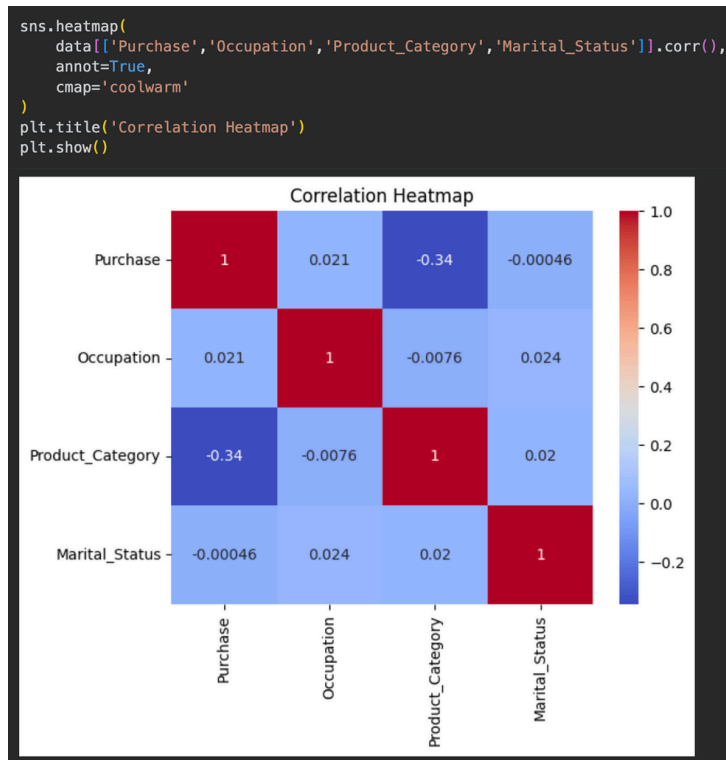 sns.heatmap(
    data[['Purchase','Occupation','Product_Category','Marital_Status']].corr(),
    annot=True,
    cmap='coolwarm'
)
plt.title('Correlation Heatmap')
plt.show()
Correlation Heatmap
Purchase 1 0.021 -0.34 -0.00046
Occupation 0.021 1 -0.0076 0.024
Product_Category -0.34 -0.0076 1 0.02
Marital_Status -0.00046 0.024 0.02 1
Purchase
Occupation
Product_Category
Marital_Status
1.0
0.8
0.6
0.4
0.2
0.0
−0.2